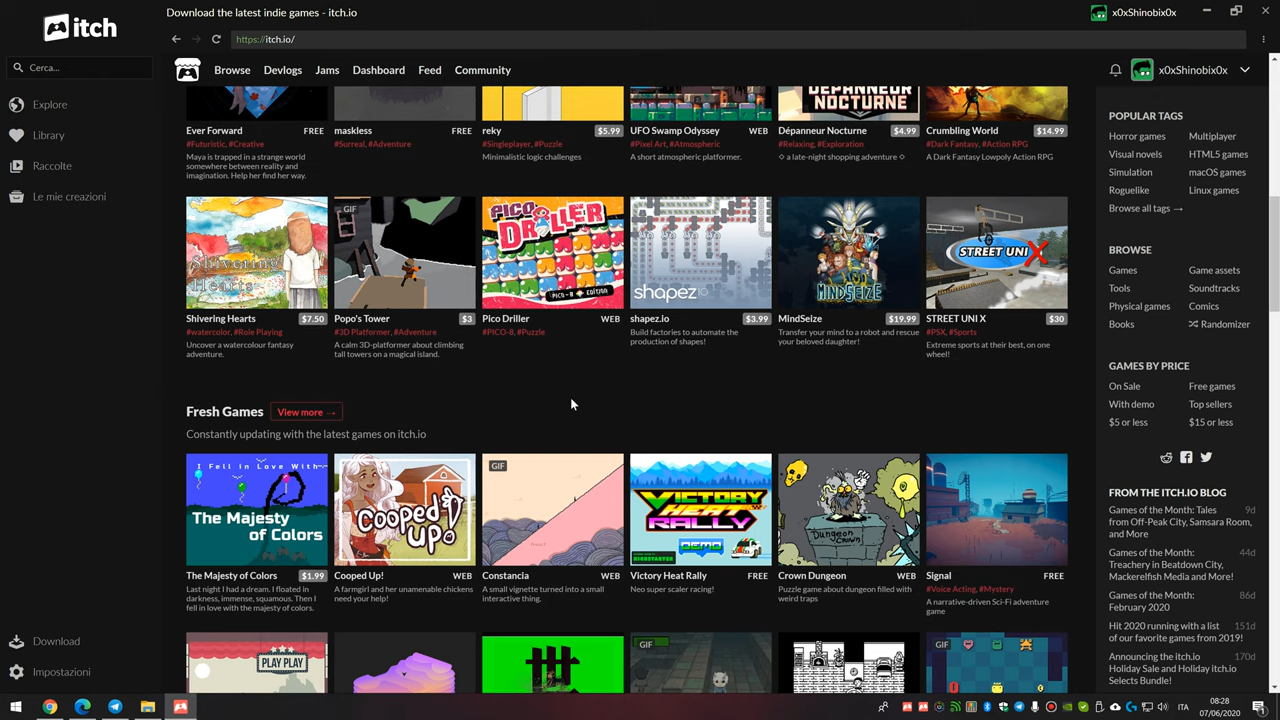 itch
Download the latest indie games - itch.io
x0xShinobix0x
https://itch.io/
Cerca...
Explore
Library
Raccolte
Le mie creazioni
Download
Impostazioni
Browse
Devlogs
Jams
Dashboard
Feed
Community
x0xShinobix0x
DÉPANNEUR
NOCTURNE
Ever Forward
FREE
#Futuristic, #Creative
Maya is trapped in a strange world
somewhere between reality and
imagination. Help her find her way.
maskless
FREE
#Surreal, #Adventure
reky
$5.99
#Singleplayer, #Puzzle
Minimalistic logic challenges
UFO Swamp Odyssey
WEB
#Pixel Art, #Atmospheric
A short atmospheric platformer.
Dépanneur Nocturne
$4.99
#Relaxing, #Exploration
◇ a late-night shopping adventure ◇
Crumbling World
$14.99
#Dark Fantasy, #Action RPG
A Dark Fantasy Lowpoly Action RPG
Shivering
Hearts
GIF
PICO
DRILLER
PICO-8 EDITION
shapez.io
MINDSEIZE
STREET UNI X
Shivering Hearts
$7.50
#watercolor, #Role Playing
Uncover a watercolour fantasy
adventure.
Popo's Tower
$3
#3D Platformer, #Adventure
A calm 3D-platformer about climbing
tall towers on a magical island.
Pico Driller
WEB
#PICO-8, #Puzzle
shapez.io
$3.99
Build factories to automate the
production of shapes!
MindSeize
$19.99
Transfer your mind to a robot and rescue
your beloved daughter!
STREET UNI X
$30
#PSX, #Sports
Extreme sports at their best, on one
wheel!
Fresh Games
View more →
Constantly updating with the latest games on itch.io
I Fell in Love With
The Majesty
of Colors
Cooped
Up!
GIF
VICTORY
HEAT
RALLY
DEMO
KICKSTARTER
Dungeon
Crown
The Majesty of Colors
$1.99
Last night I had a dream. I floated in
darkness, immense, squamous. Then I
fell in love with the majesty of colors.
Cooped Up!
WEB
A farmgirl and her unamenable chickens
need your help!
Constancia
WEB
A small vignette turned into a small
interactive thing.
Victory Heat Rally
FREE
Neo super scaler racing!
Crown Dungeon
WEB
Puzzle game about dungeon filled with
weird traps
Signal
FREE
#Voice Acting, #Mystery
A narrative-driven Sci-Fi adventure
game
PLAY PLAY
GIF
GIF
POPULAR TAGS
Horror games
Multiplayer
Visual novels
HTML5 games
Simulation
macOS games
Roguelike
Linux games
Browse all tags →
BROWSE
Games
Game assets
Tools
Soundtracks
Physical games
Comics
Books
Randomizer
GAMES BY PRICE
On Sale
Free games
With demo
Top sellers
$5 or less
$15 or less
FROM THE ITCH.IO BLOG
Games of the Month: Tales
from Off-Peak City, Samsara Room,
and More
9d
Games of the Month:
Treachery in Beatdown City,
Mackerelfish Media and More!
44d
Games of the Month:
February 2020
86d
Hit 2020 running with a list
of our favorite games from 2019!
151d
Announcing the itch.io
Holiday Sale and Holiday itch.io
Selects Bundle!
170d
ITA
08:28
07/06/2020